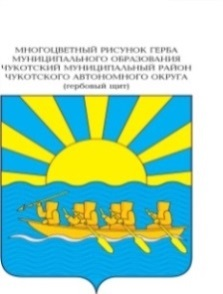 МНОГОЦВЕТНЫЙ РИСУНОК ГЕРБА
МУНИЦИПАЛЬНОГО ОБРАЗОВАНИЯ
ЧУКОТСКИЙ МУНИЦИПАЛЬНЫЙ РАЙОН
ЧУКОТСКОГО АВТОНОМНОГО ОКРУГА
(гербовый щит)